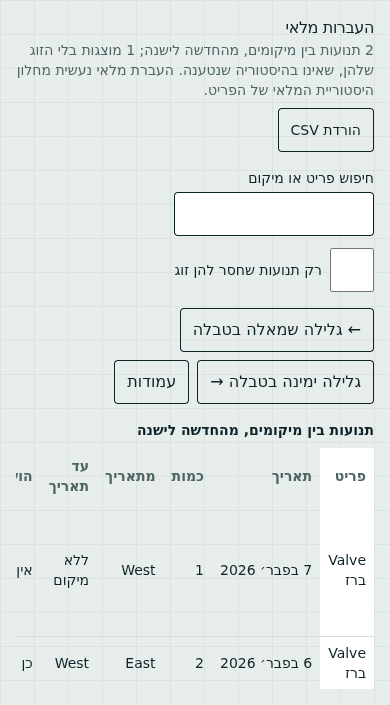 העברות מלאי
2 תנועות בין מיקומים, מהחדשה לישנה; 1 מוצגות בלי הזוג
שלהן, שאינו בהיסטוריה שנטענה. העברת מלאי נעשית מחלון
היסטוריית המלאי של הפריט.
הורדת CSV
חיפוש פריט או מיקום
רק תנועות שחסר להן זוג
← גלילה שמאלה בטבלה
גלילה ימינה בטבלה →
עמודות
תנועות בין מיקומים, מהחדשה לישנה
פריט תאריך כמות מתאריך עד תאריך
Valve ברז 7 בפבר׳ 2026 1 West ללא מיקום אין
Valve ברז 6 בפבר׳ 2026 2 East West כן